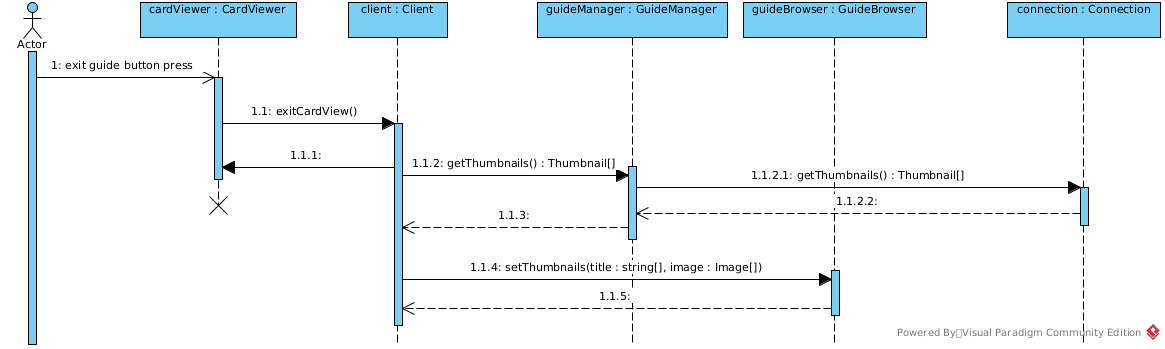 cardViewer : CardViewer
client : Client
guideManager : GuideManager
guideBrowser : GuideBrowser
connection : Connection
Actor
1: exit guide button press
1.1: exitCardView()
1.1.1:
1.1.2: getThumbnails() : Thumbnail[]
1.1.2.1: getThumbnails() : Thumbnail[]
1.1.2.2:
1.1.3:
1.1.4: setThumbnails(title : string[], image : Image[])
1.1.5:
Powered By Visual Paradigm Community Edition